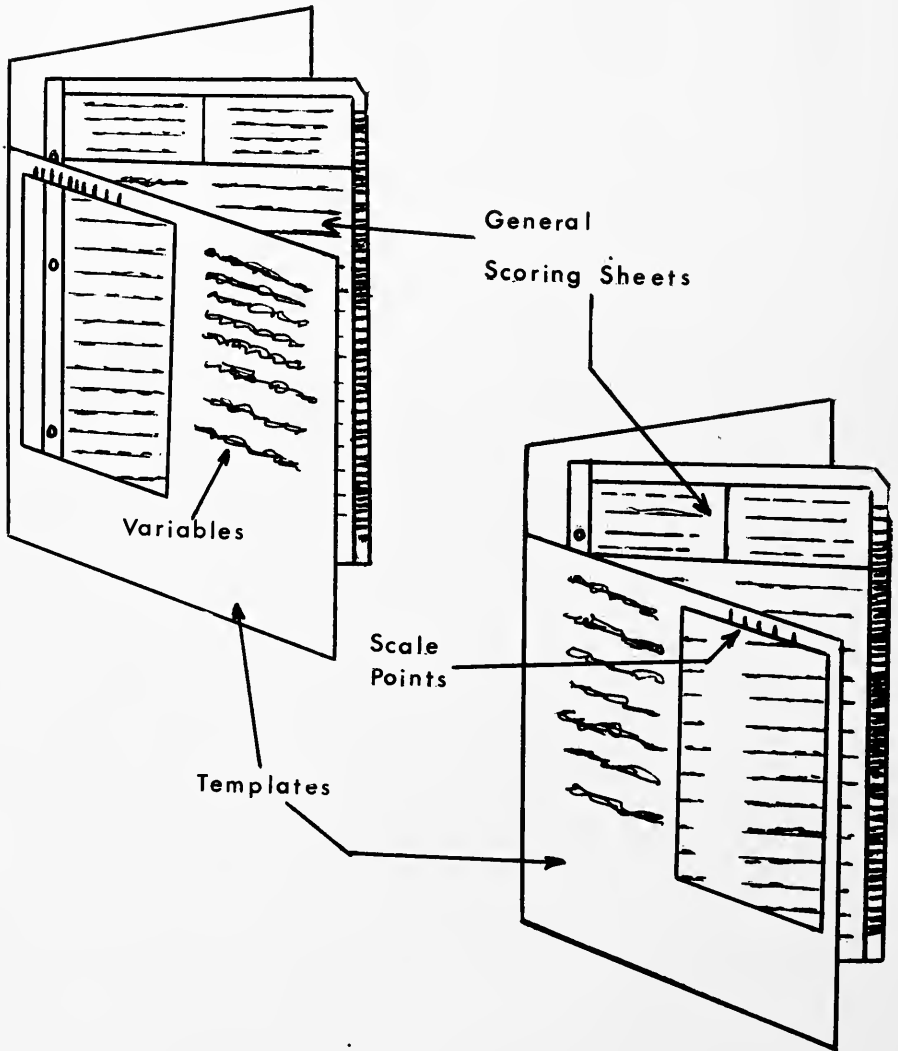 General
Scoring Sheets
Variables
Scale
Points
Templates